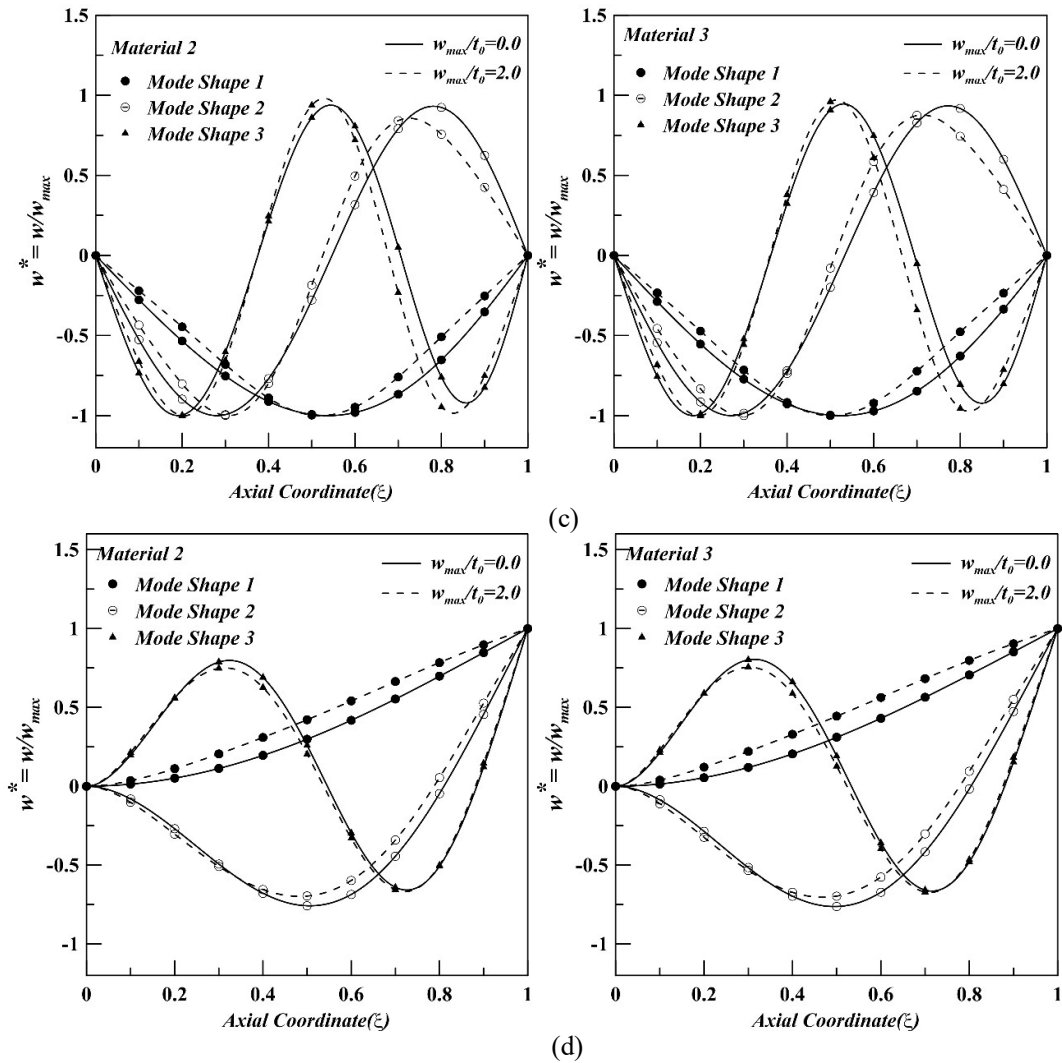 Material 2
Mode Shape 1
Mode Shape 2
Mode Shape 3
w_max/t_0=0.0
w_max/t_0=2.0
1.5
1
0.5
0
-0.5
-1
w* = w/w_max
0 0.2 0.4 0.6 0.8 1
Axial Coordinate(ξ)
Material 3
Mode Shape 1
Mode Shape 2
Mode Shape 3
w_max/t_0=0.0
w_max/t_0=2.0
1.5
1
0.5
0
-0.5
-1
w* = w/w_max
0 0.2 0.4 0.6 0.8 1
Axial Coordinate(ξ)
(c)
Material 2
Mode Shape 1
Mode Shape 2
Mode Shape 3
w_max/t_0=0.0
w_max/t_0=2.0
1.5
1
0.5
0
-0.5
-1
w* = w/w_max
0 0.2 0.4 0.6 0.8 1
Axial Coordinate(ξ)
Material 3
Mode Shape 1
Mode Shape 2
Mode Shape 3
w_max/t_0=0.0
w_max/t_0=2.0
1.5
1
0.5
0
-0.5
-1
w* = w/w_max
0 0.2 0.4 0.6 0.8 1
Axial Coordinate(ξ)
(d)